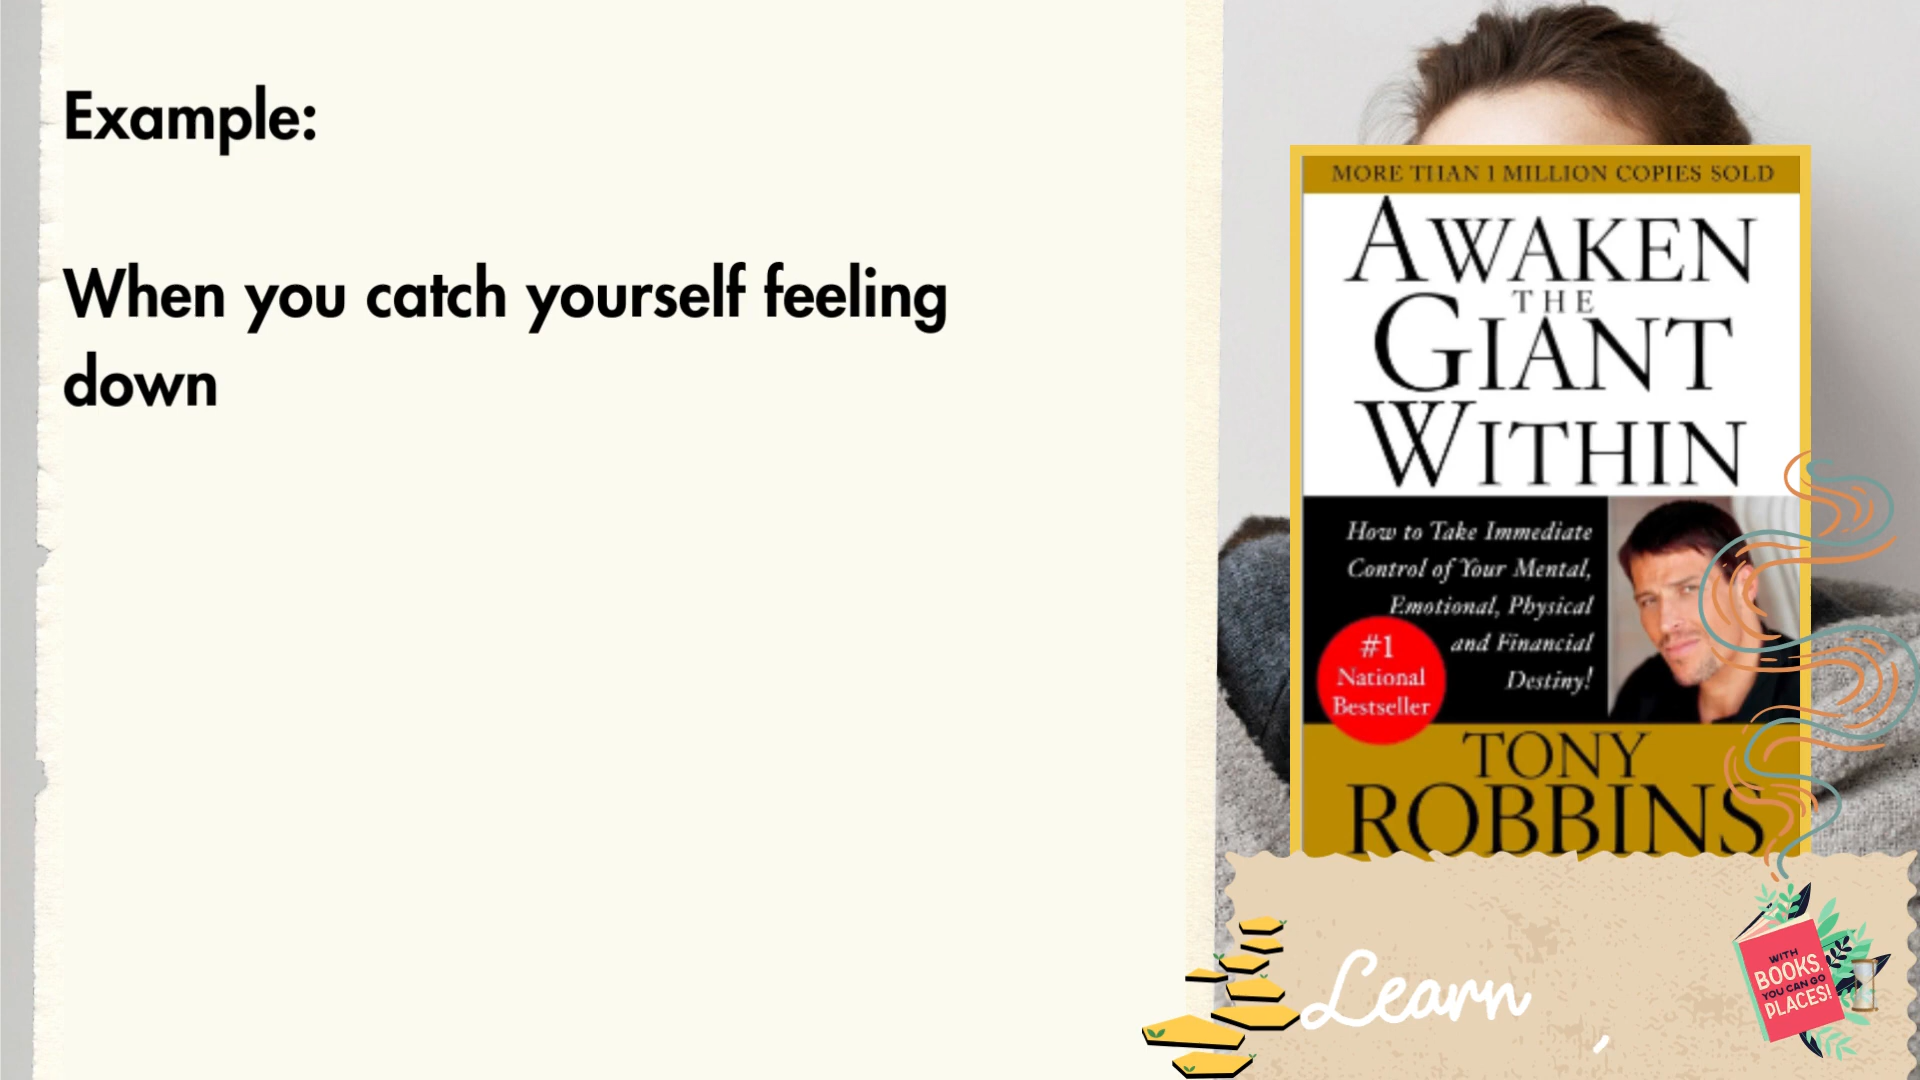 Example:
When you catch yourself feeling
down
MORE THAN 1 MILLION COPIES SOLD
AWAKEN
THE
GIANT
WITHIN
How to Take Immediate
Control of Your Mental,
Emotional, Physical
and Financial
Destiny!
#1
National
Bestseller
TONY
ROBBINS
Learn ,
WITH
BOOKS,
YOU CAN GO
PLACES!